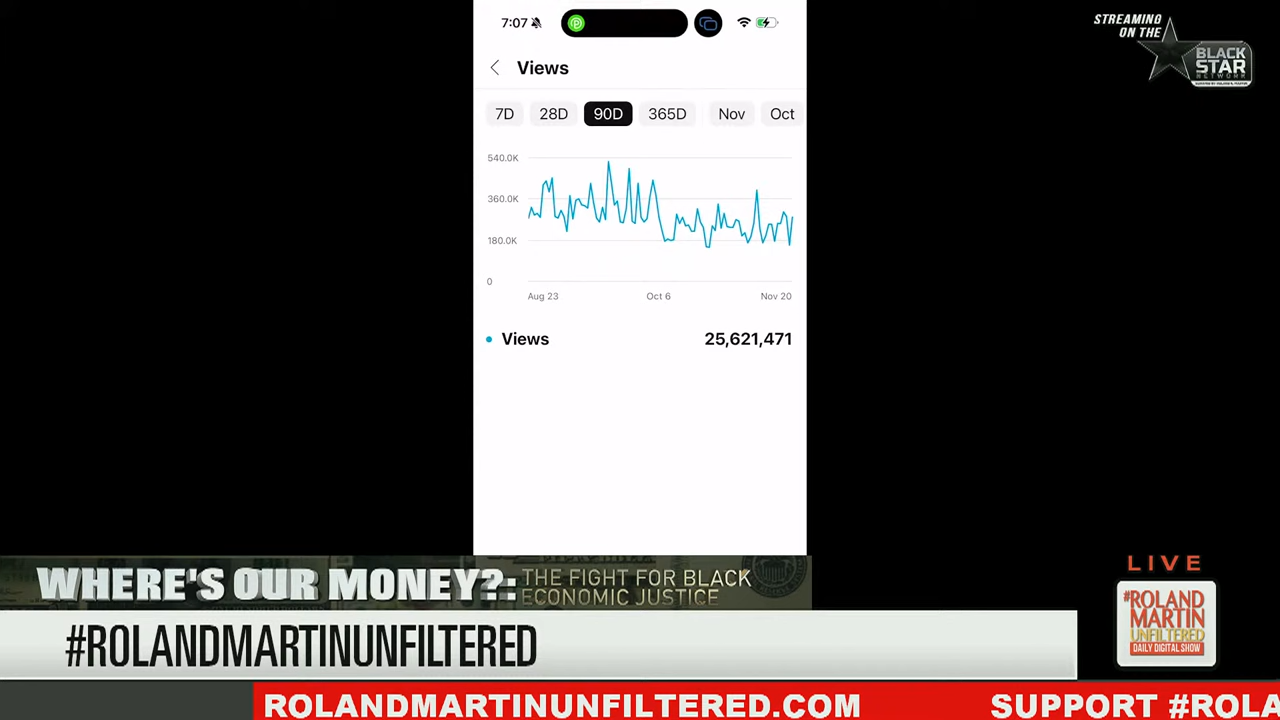 7:07
STREAMING
ON THE
BLACK
STAR
NETWORK
Views
7D
28D
90D
365D
Nov
Oct
540.0K
360.0K
180.0K
0
Aug 23
Oct 6
Nov 20
Views
25,621,471
WHERE'S OUR MONEY?:
THE FIGHT FOR BLACK
ECONOMIC JUSTICE
LIVE
#ROLANDMARTINUNFILTERED
#ROLAND
MARTIN
UNFILTERED
DAILY DIGITAL SHOW
ROLANDMARTINUNFILTERED.COM
SUPPORT #ROLA